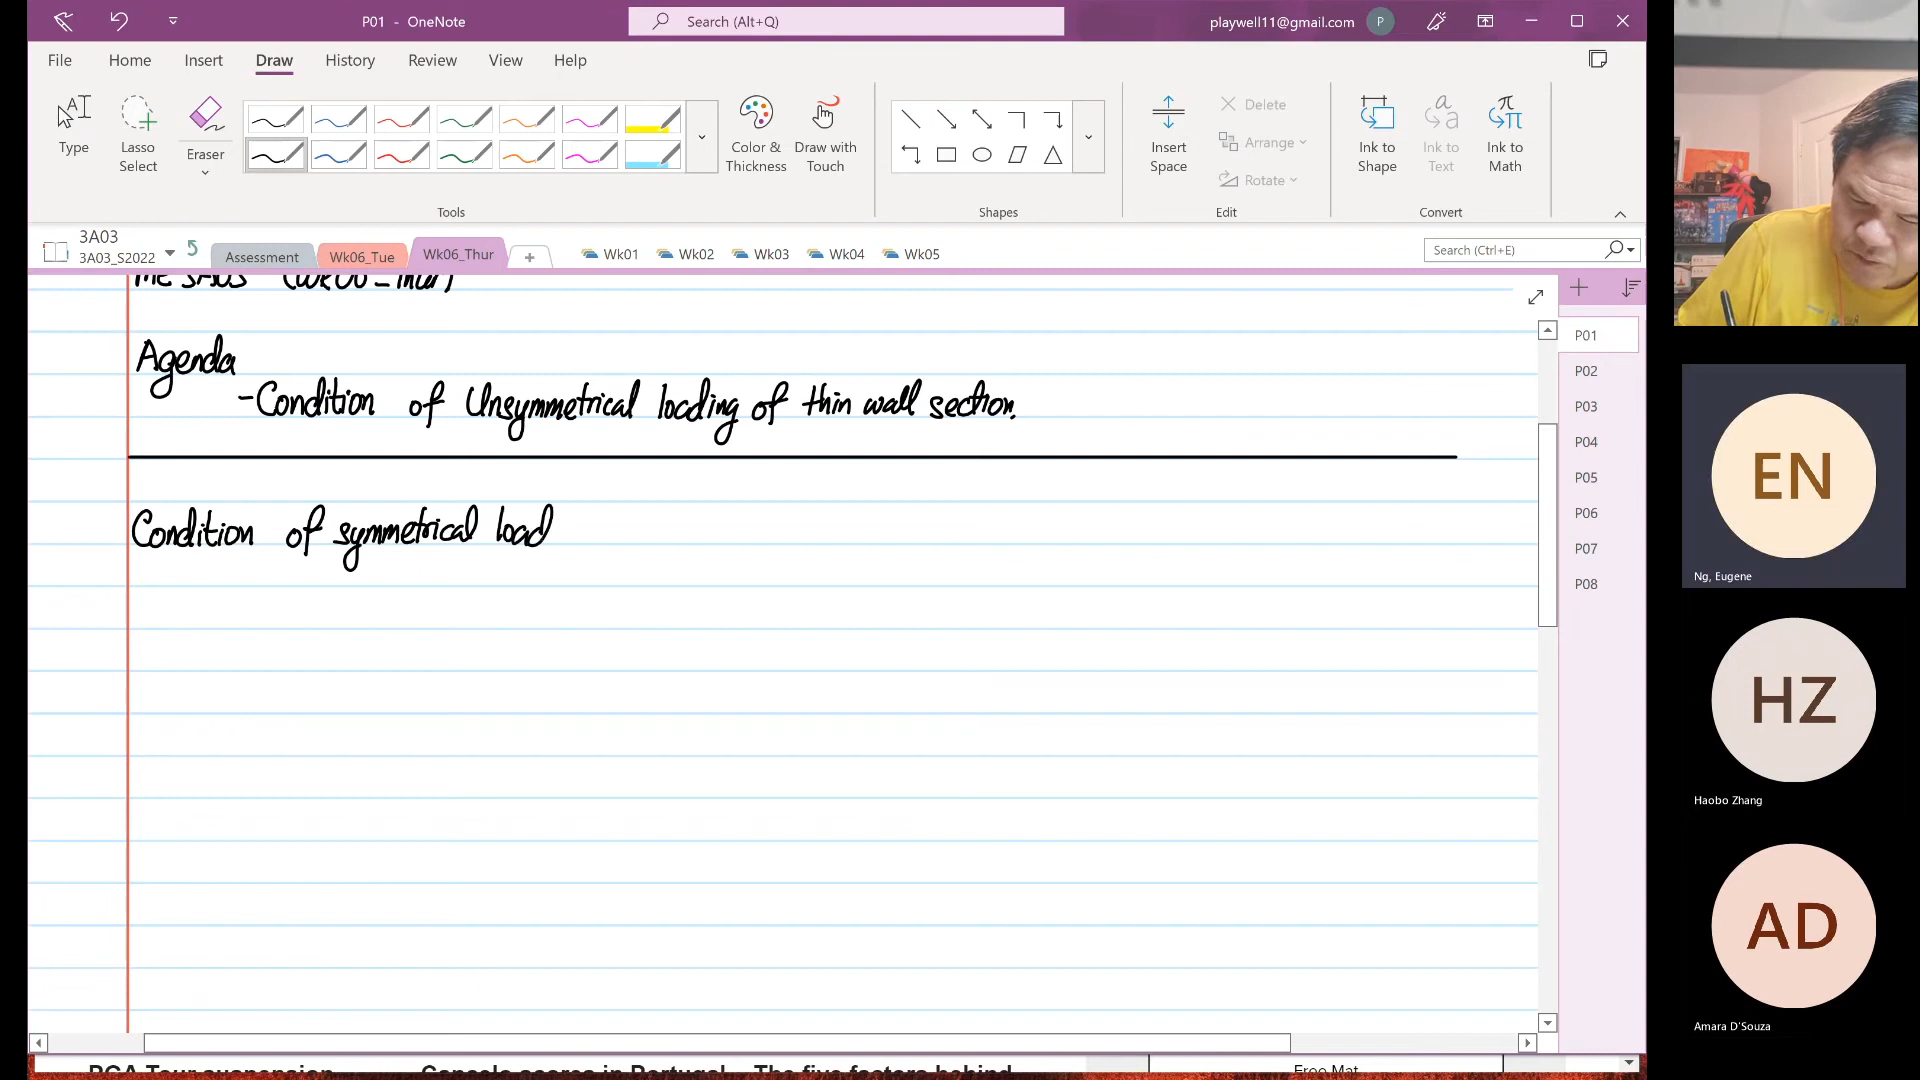 P01 - OneNote
Search (Alt+Q)
playwell11@gmail.com
P
File Home Insert Draw History Review View Help
Type
Lasso Select
Eraser
Color & Thickness
Draw with Touch
Insert Space
Delete
Arrange
Rotate
Ink to Shape
Ink to Text
Ink to Math
Tools
Shapes
Edit
Convert
3A03
3A03_S2022
Assessment
Wk06_Tue
Wk06_Thur
Wk01
Wk02
Wk03
Wk04
Wk05
Search (Ctrl+E)
Agenda
-Condition of Unsymmetrical loading of thin wall section.
Condition of symmetrical load
P01
P02
P03
P04
P05
P06
P07
P08
EN
Ng, Eugene
HZ
Haobo Zhang
AD
Amara D'Souza